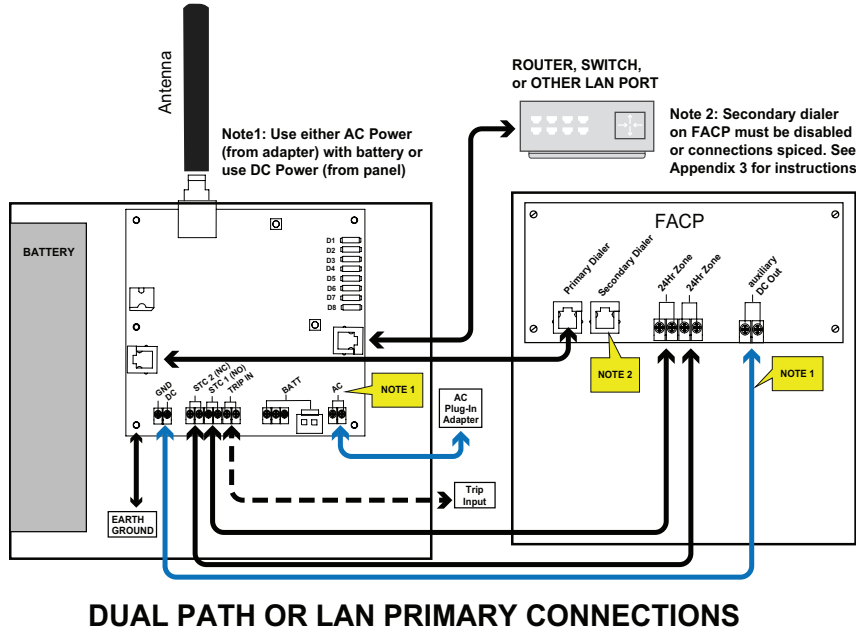 Antenna
ROUTER, SWITCH,
or OTHER LAN PORT
Note1: Use either AC Power
(from adapter) with battery or
use DC Power (from panel)
Note 2: Secondary dialer
on FACP must be disabled
or connections spiced. See
Appendix 3 for instructions
BATTERY
D1
D2
D3
D4
D5
D6
D7
D8
FACP
Primary Dialer
Secondary Dialer
24Hr Zone
24Hr Zone
auxiliary
DC Out
GND
DC
STC 2 (NC)
STC 1 (NO)
TRIP IN
BATT
AC
NOTE 1
AC
Plug-In
Adapter
NOTE 2
NOTE 1
Trip
Input
EARTH
GROUND
DUAL PATH OR LAN PRIMARY CONNECTIONS